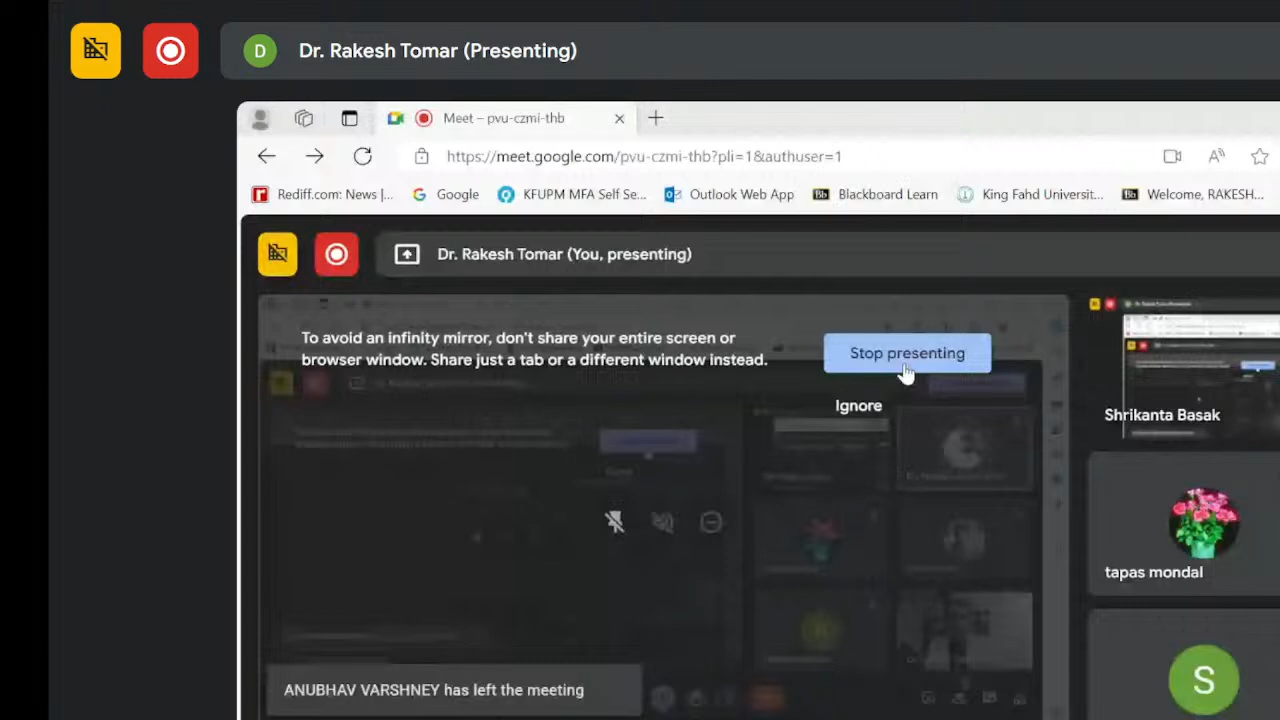 D
Dr. Rakesh Tomar (Presenting)
Meet – pvu-czmi-thb
https://meet.google.com/pvu-czmi-thb?pli=1&authuser=1
Rediff.com: News |...
Google
KFUPM MFA Self Se...
Outlook Web App
Bb
Blackboard Learn
King Fahd Universit...
Bb
Welcome, RAKESH...
Dr. Rakesh Tomar (You, presenting)
To avoid an infinity mirror, don't share your entire screen or
browser window. Share just a tab or a different window instead.
Stop presenting
Ignore
Shrikanta Basak
tapas mondal
ANUBHAV VARSHNEY has left the meeting
S